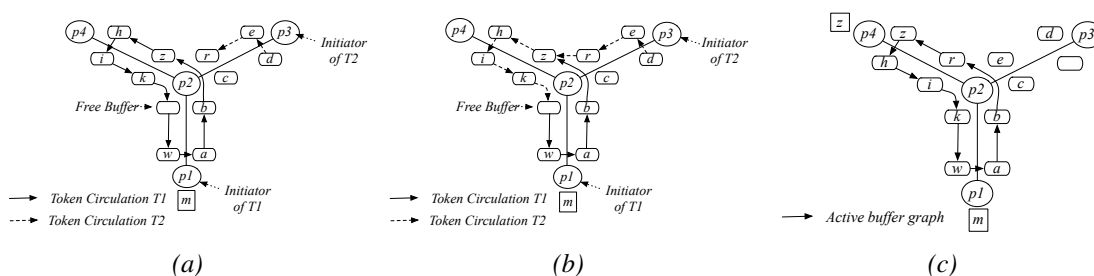 p4
h
z
r
e
p3
Initiator
of T2
i
k
p2
c
d
Free Buffer
b
w
a
p1
m
Initiator
of T1
Token Circulation T1
Token Circulation T2
(a)
p4
h
z
r
e
p3
Initiator
of T2
i
k
p2
c
d
Free Buffer
b
w
a
p1
m
Initiator
of T1
Token Circulation T1
Token Circulation T2
(b)
z
p4
z
h
r
e
d
p3
i
p2
c
k
b
w
a
p1
m
Active buffer graph
(c)